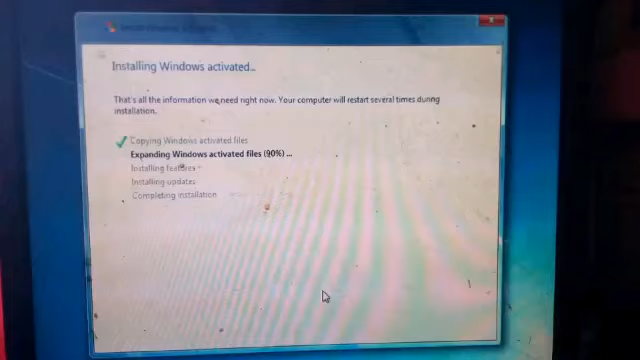 Installing Windows activated...
That's all the information we need right now. Your computer will restart several times during
installation.
Copying Windows activated files
Expanding Windows activated files (90%) ...
Installing features
Installing updates
Completing installation